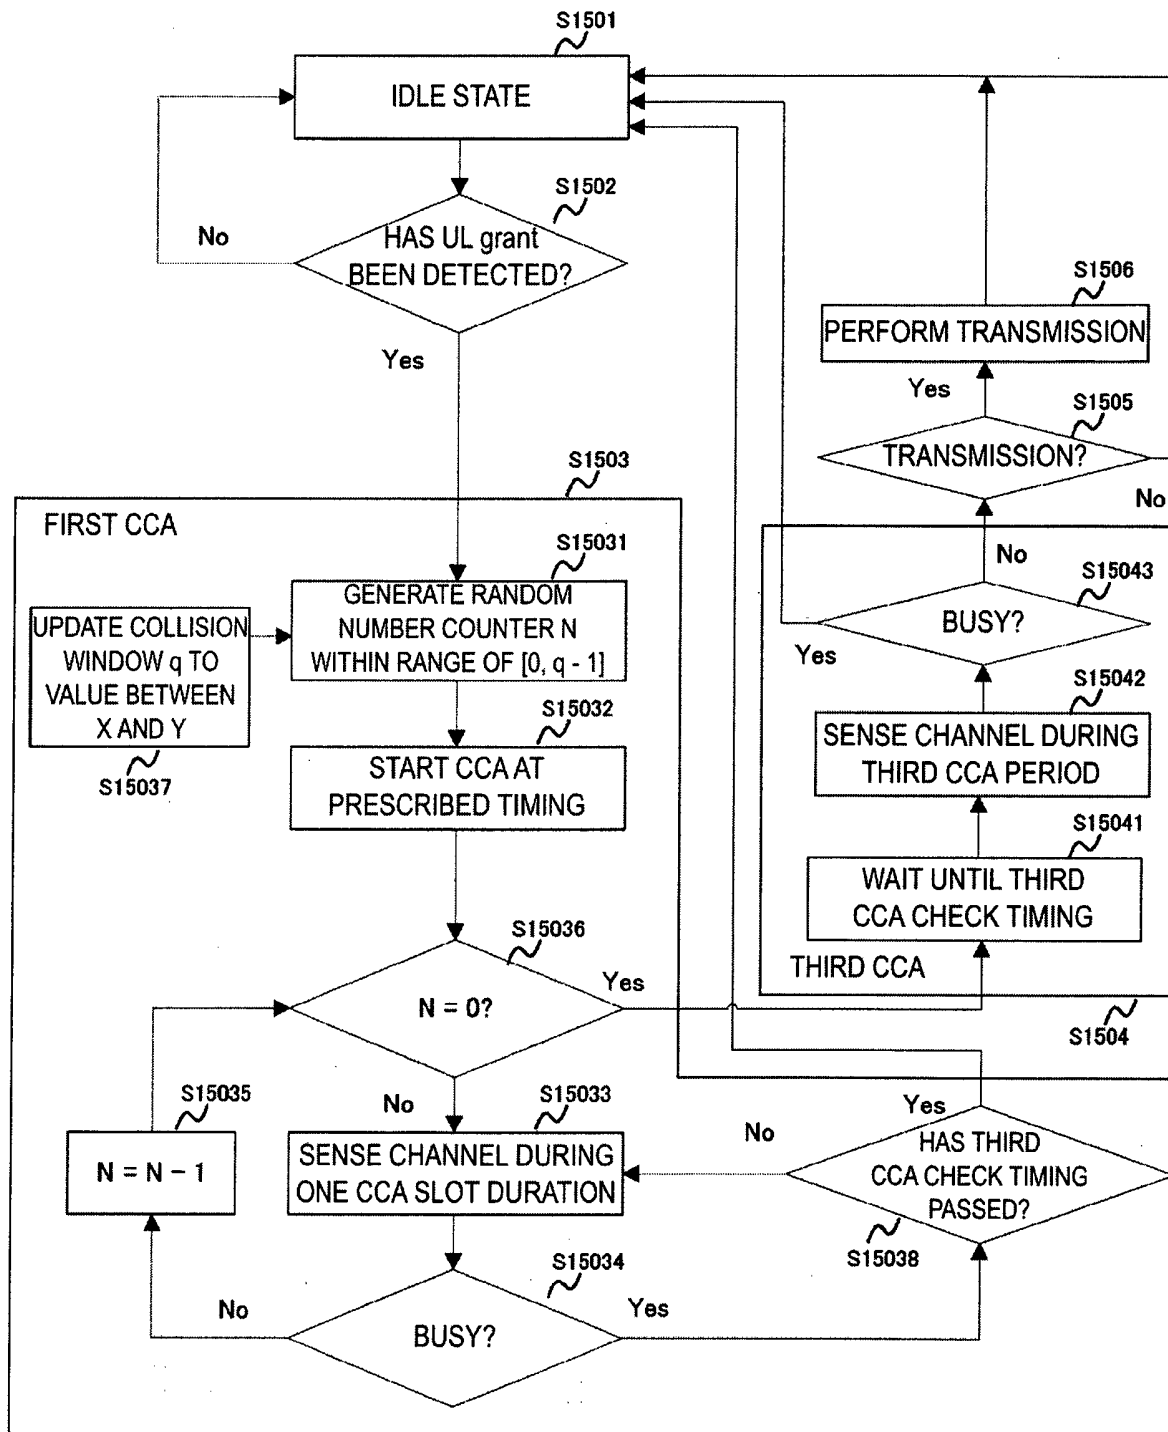 S1501
IDLE STATE
S1502
No
HAS UL grant
BEEN DETECTED?
Yes
S1506
PERFORM TRANSMISSION
Yes
S1505
TRANSMISSION?
No
S1503
FIRST CCA
S15031
GENERATE RANDOM
NUMBER COUNTER N
WITHIN RANGE OF [0, q - 1]
UPDATE COLLISION
WINDOW q TO
VALUE BETWEEN
X AND Y
S15037
S15032
START CCA AT
PRESCRIBED TIMING
No
S15043
BUSY?
Yes
S15042
SENSE CHANNEL DURING
THIRD CCA PERIOD
S15041
WAIT UNTIL THIRD
CCA CHECK TIMING
THIRD CCA
S1504
S15036
N = 0?
Yes
No
S15035
N = N – 1
S15033
SENSE CHANNEL DURING
ONE CCA SLOT DURATION
No
Yes
HAS THIRD
CCA CHECK TIMING
PASSED?
S15038
S15034
No
BUSY?
Yes